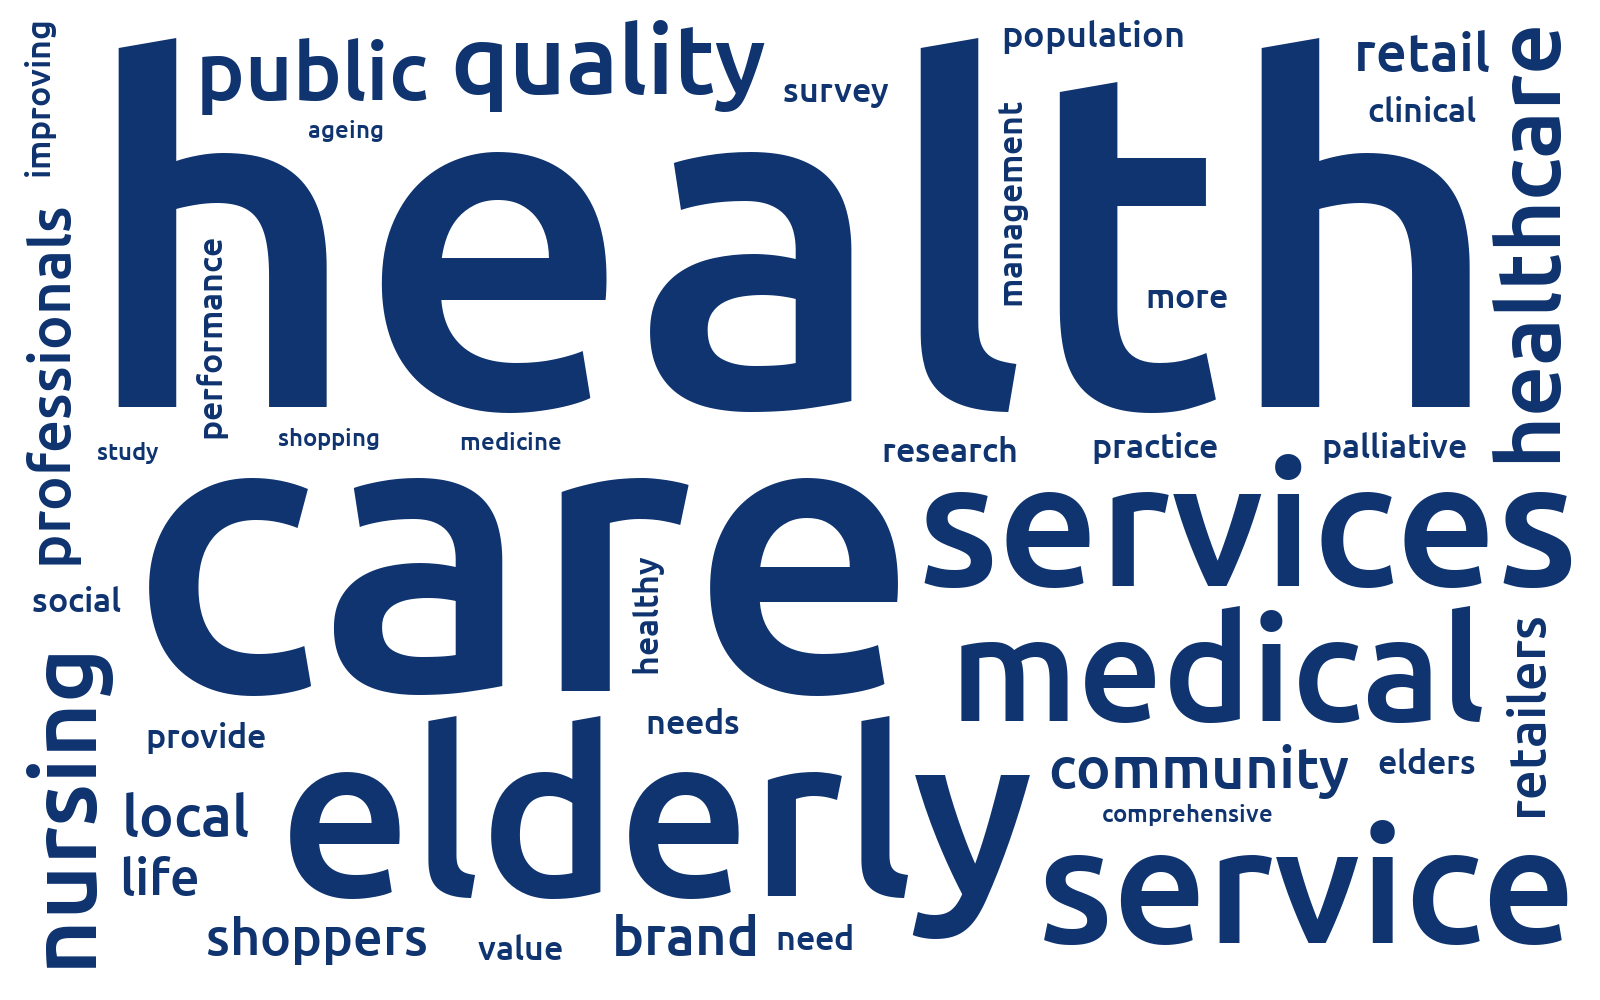 improving
public
quality
survey
population
retail
clinical
healthcare
ageing
health
management
more
performance
professionals
study
shopping
medicine
research
practice
palliative
care
services
healthy
social
medical
retailers
nursing
provide
needs
elderly
community
elders
comprehensive
local
life
service
shoppers
value
brand
need